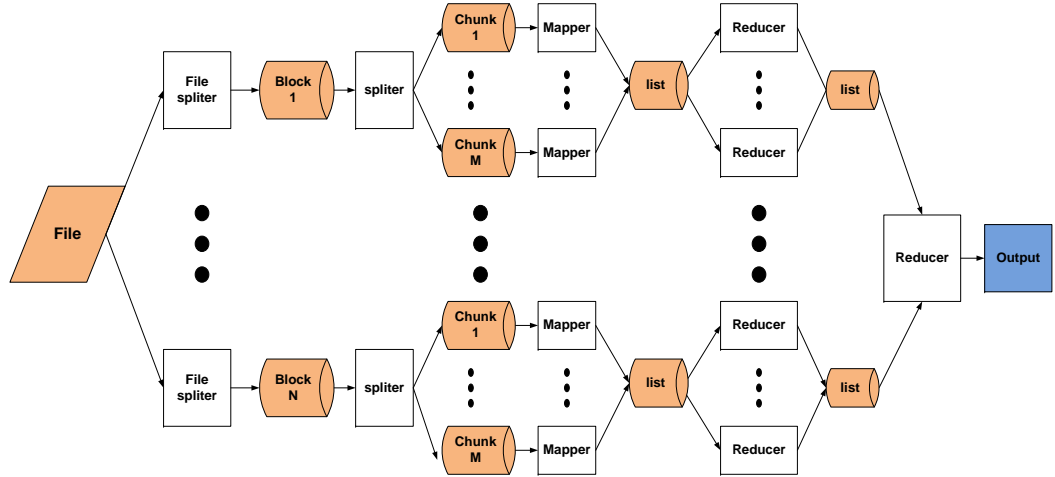 Chunk
1
Mapper
Reducer
File
spliter
Block
1
spliter
list
list
Chunk
M
Mapper
Reducer
File
Reducer
Output
Chunk
1
Mapper
Reducer
File
spliter
Block
N
spliter
list
list
Chunk
M
Mapper
Reducer